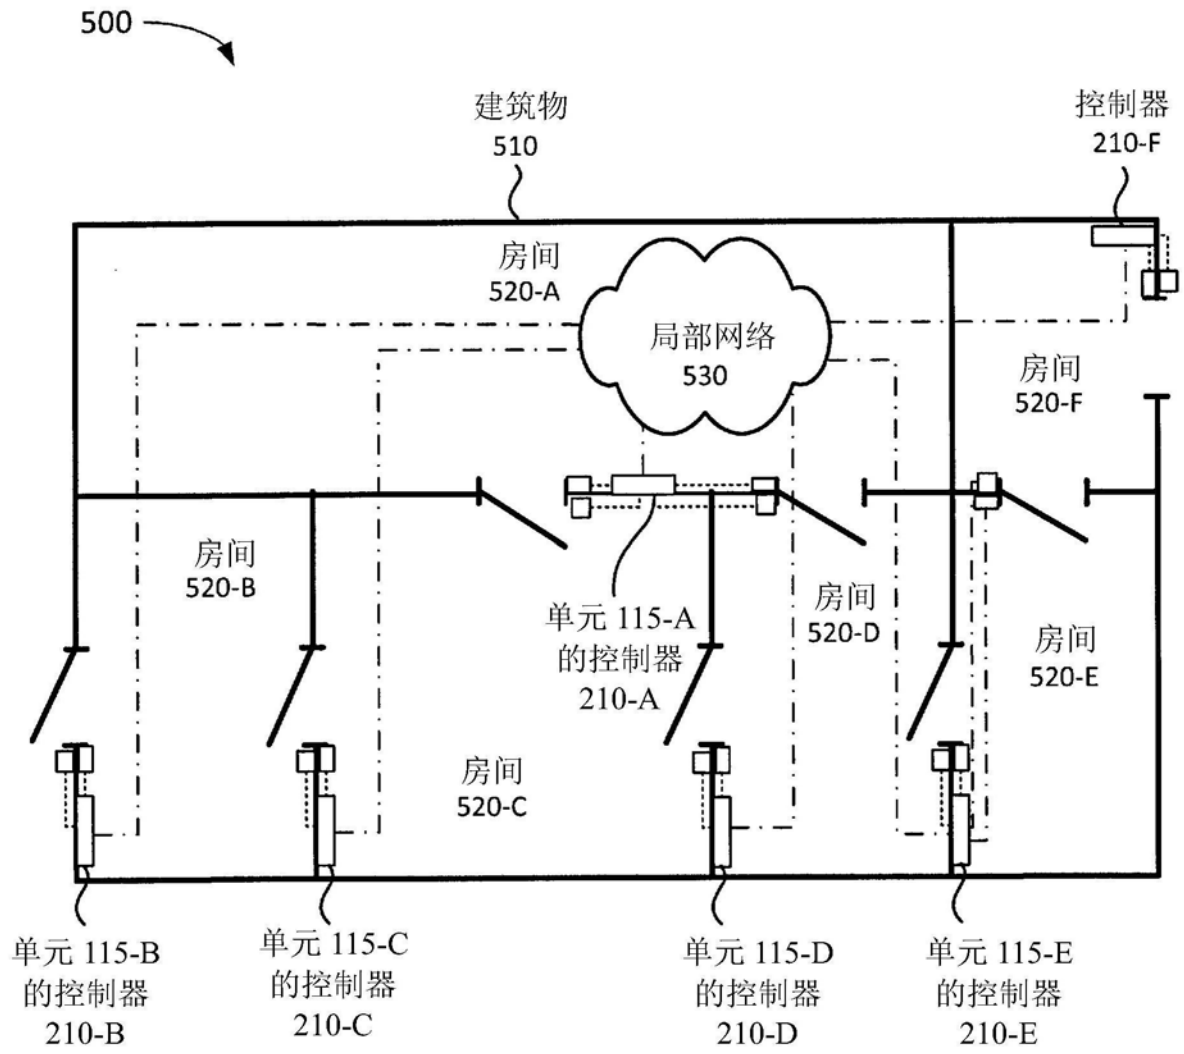 500
建筑物
510
控制器
210-F
房间
520-A
局部网络
530
房间
520-F
房间
520-B
单元 115-A
的控制器
210-A
房间
520-D
房间
520-E
房间
520-C
单元 115-B
的控制器
210-B
单元 115-C
的控制器
210-C
单元 115-D
的控制器
210-D
单元 115-E
的控制器
210-E